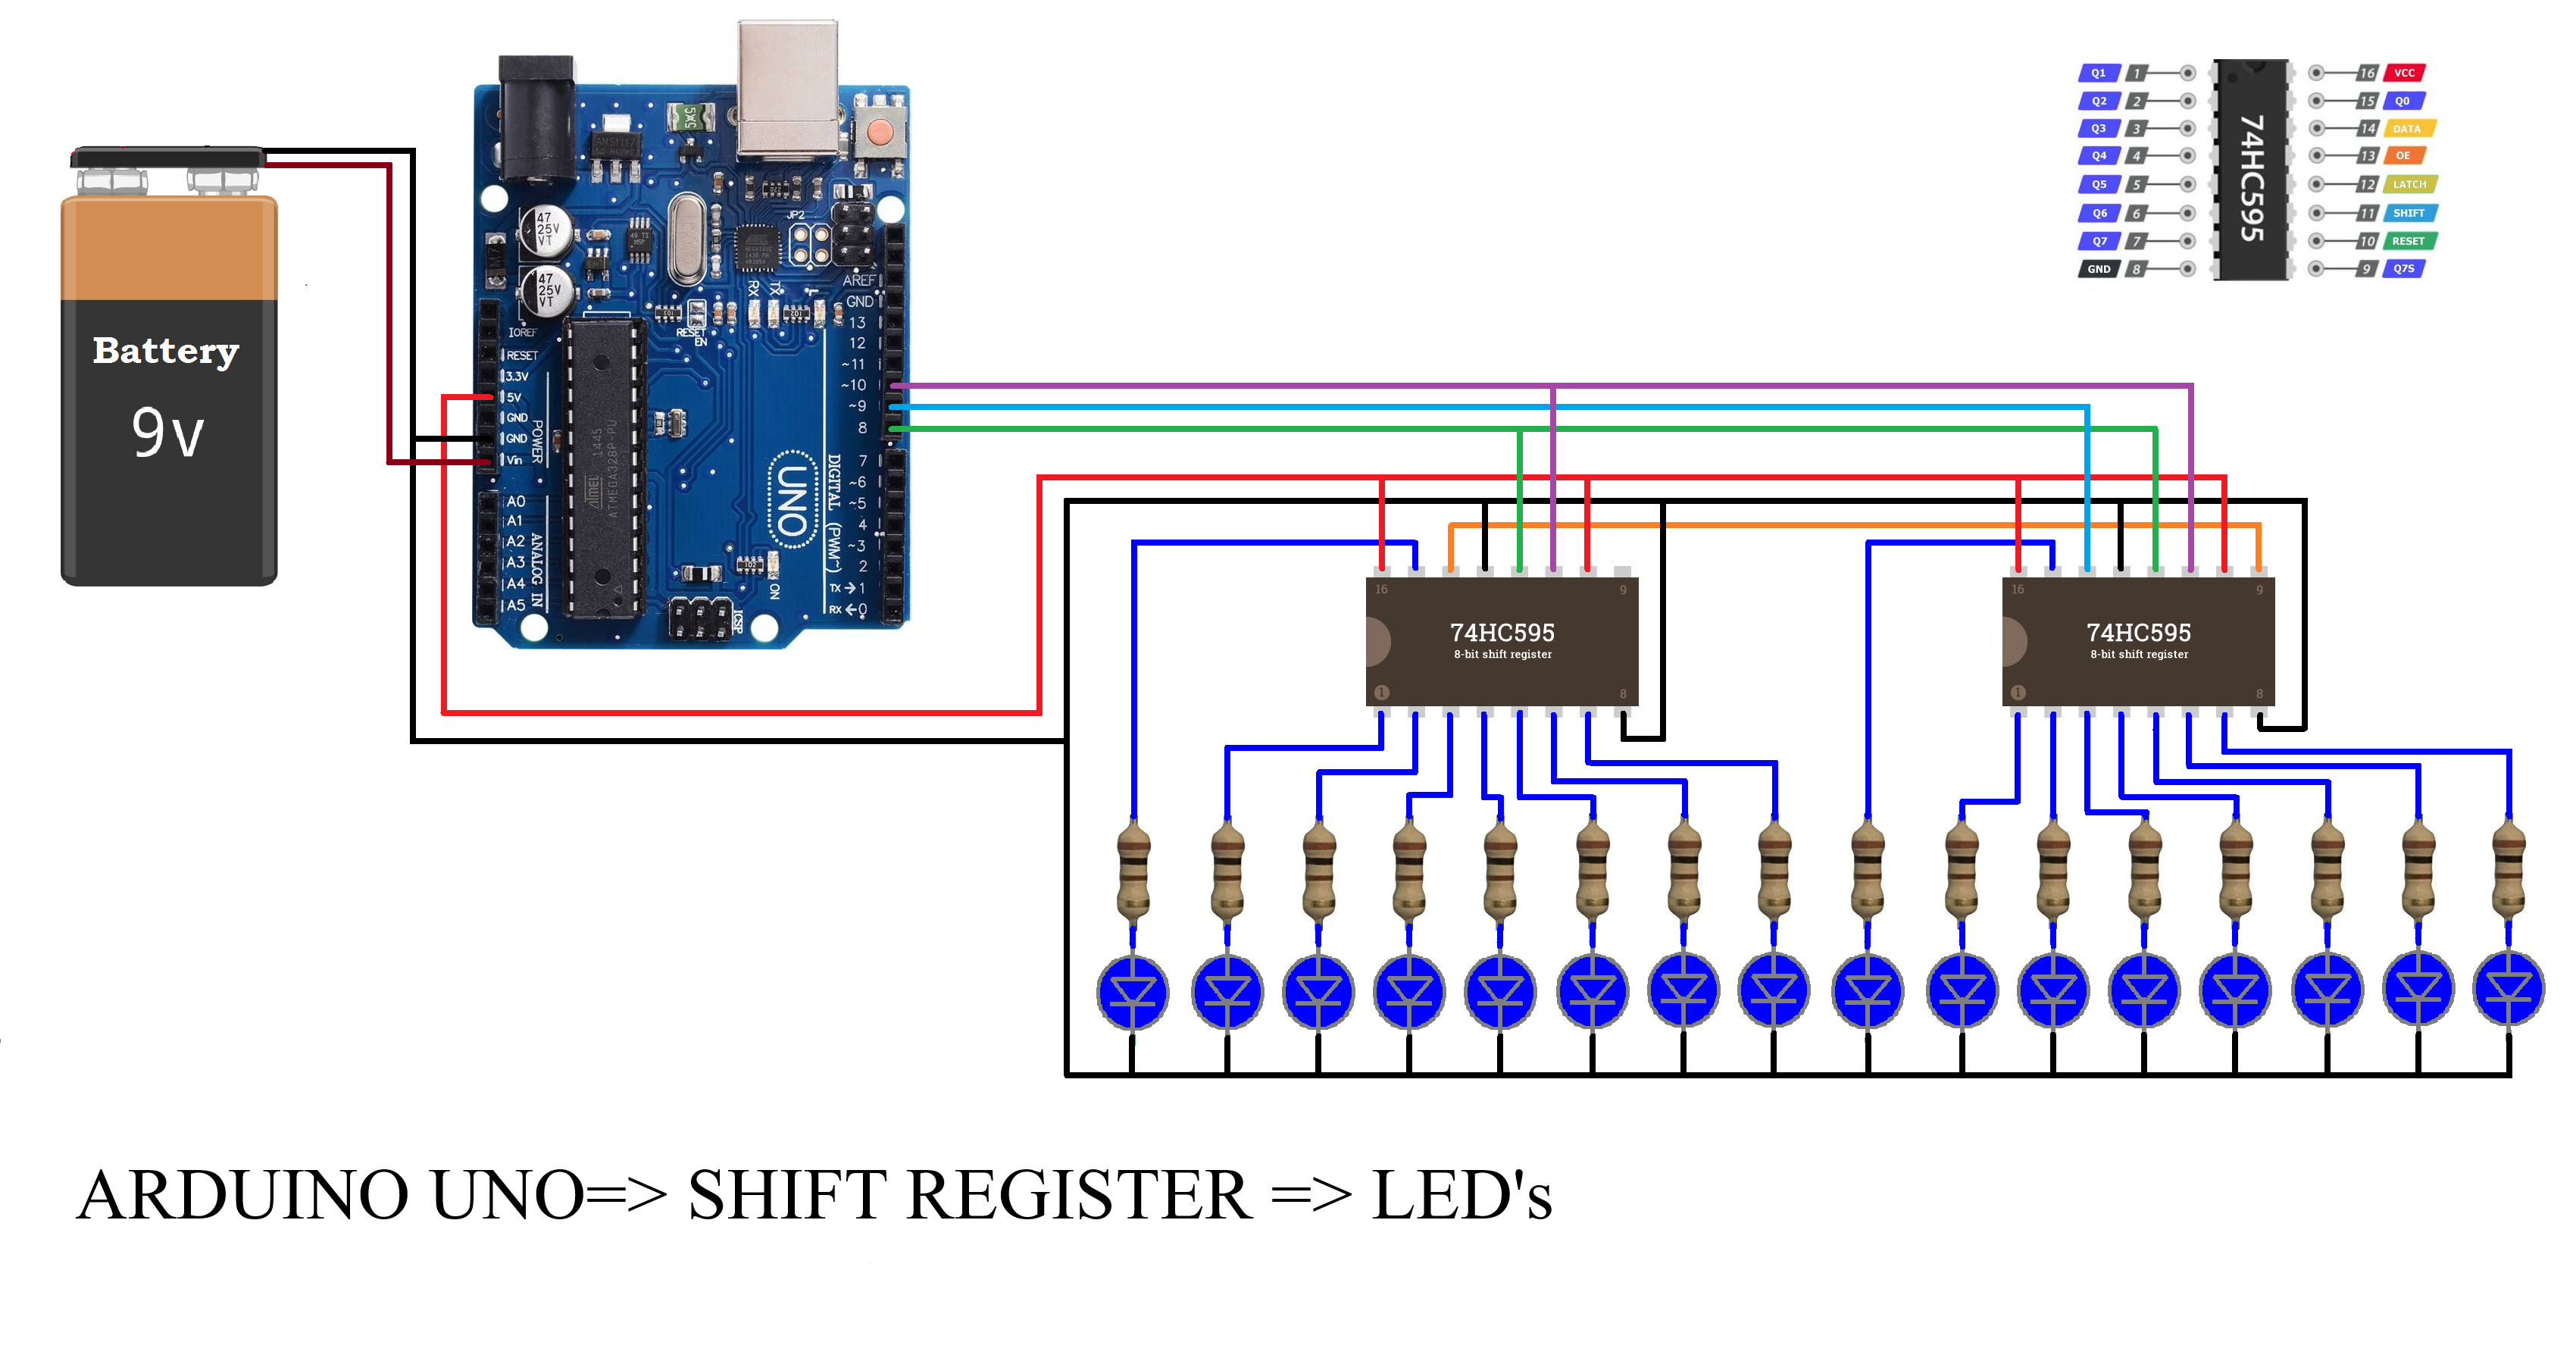 Battery
9v
47
25V
VT
47
25V
VT
JP2
RX
TX
L
RESET
EN
AREF
GND
13
12
~11
~10
~9
8
7
~6
~5
4
~3
2
TX→1
RX←0
DIGITAL (PWM~)
IOREF
RESET
3.3V
5V
GND
GND
Vin
POWER
A0
A1
A2
A3
A4
A5
ANALOG IN
ATMEL 1445
ATMEGA328P-PU
UNO
ON
ICSP
Q1 1
Q2 2
Q3 3
Q4 4
Q5 5
Q6 6
Q7 7
GND 8
74HC595
16 VCC
15 Q0
14 DATA
13 OE
12 LATCH
11 SHIFT
10 RESET
9 Q7S
16 9
74HC595
8-bit shift register
1 8
16 9
74HC595
8-bit shift register
1 8
ARDUINO UNO=> SHIFT REGISTER => LED's